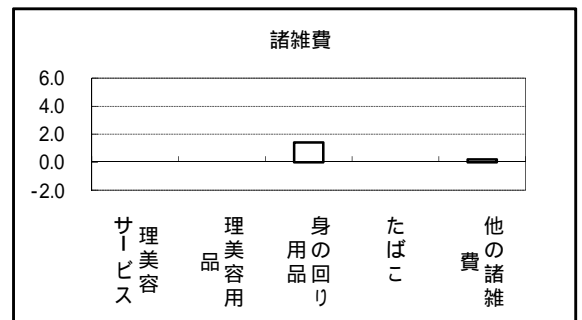 諸雑費
6.0
4.0
2.0
0.0
-2.0
理美容
サービス
理美容用
品
身の回り
用品
たばこ
他の諸雑
費